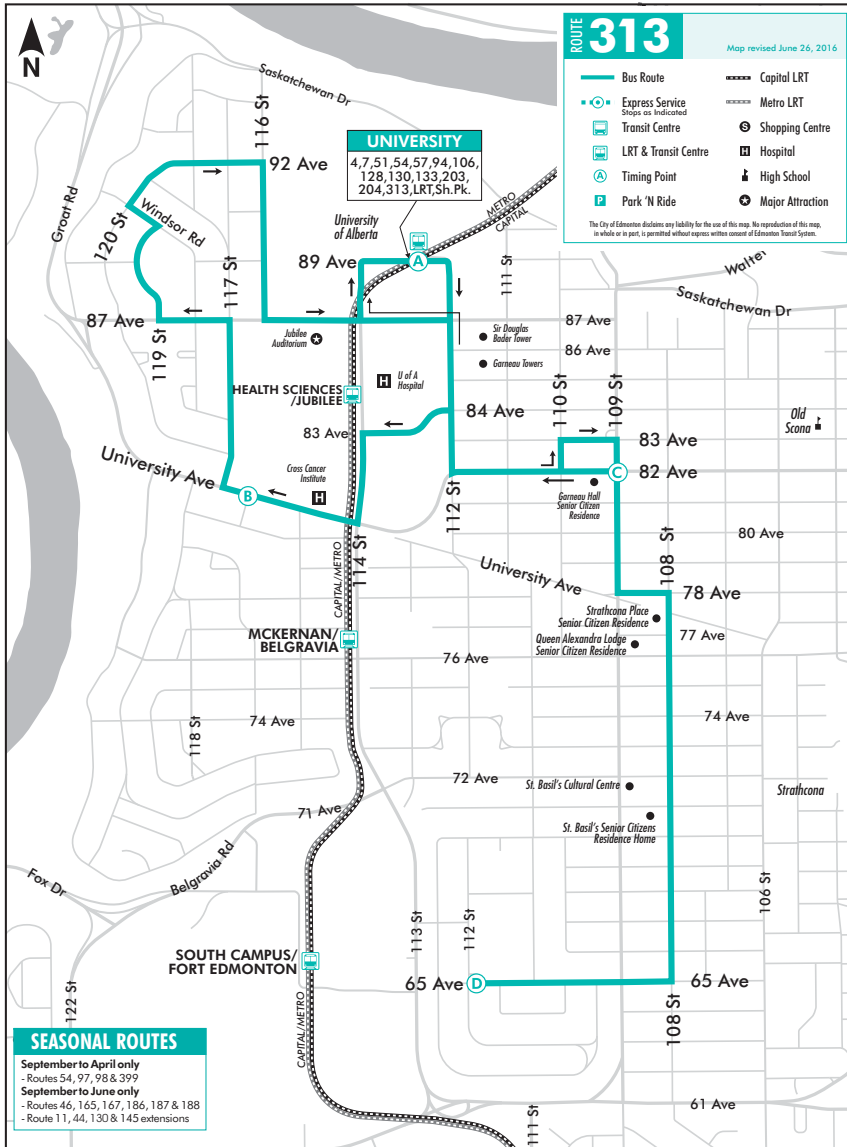 N
ROUTE 313
Map revised June 26, 2016
Bus Route
Express Service
Stops as Indicated
Transit Centre
LRT & Transit Centre
A Timing Point
P Park 'N Ride
Capital LRT
Metro LRT
S Shopping Centre
H Hospital
High School
Major Attraction
The City of Edmonton disclaims any liability for the use of this map. No reproduction of this map,
in whole or in part, is permitted without express written consent of Edmonton Transit System.
Saskatchewan Dr
116 St
UNIVERSITY
4,7,51,54,57,94,106,
128,130,133,203,
204,313,LRT,Sh.Pk.
92 Ave
Groat Rd
120 St
Windsor Rd
University
of Alberta
METRO
CAPITAL
89 Ave
A
111 St
117 St
Walter
Saskatchewan Dr
87 Ave
119 St
Jubilee
Auditorium
87 Ave
Sir Douglas
Bader Tower
86 Ave
Garneau Towers
U of A
Hospital
H
HEALTH SCIENCES
/JUBILEE
110 St
109 St
84 Ave
Old
Scona
83 Ave
83 Ave
82 Ave
C
University Ave
Cross Cancer
Institute
H
B
Garneau Hall
Senior Citizen
Residence
112 St
114 St
80 Ave
CAPITAL/METRO
University Ave
108 St
78 Ave
Strathcona Place
Senior Citizen Residence
77 Ave
Queen Alexandra Lodge
Senior Citizen Residence
MCKERNAN/
BELGRAVIA
76 Ave
118 St
74 Ave
74 Ave
72 Ave
St. Basil's Cultural Centre
Strathcona
71 Ave
St. Basil's Senior Citizens
Residence Home
Fox Dr
Belgravia Rd
106 St
113 St
112 St
SOUTH CAMPUS/
FORT EDMONTON
65 Ave
D
65 Ave
108 St
122 St
CAPITAL/METRO
SEASONAL ROUTES
September to April only
- Routes 54, 97, 98 & 399
September to June only
- Routes 46, 165, 167, 186, 187 & 188
- Route 11, 44, 130 & 145 extensions
61 Ave
111 St